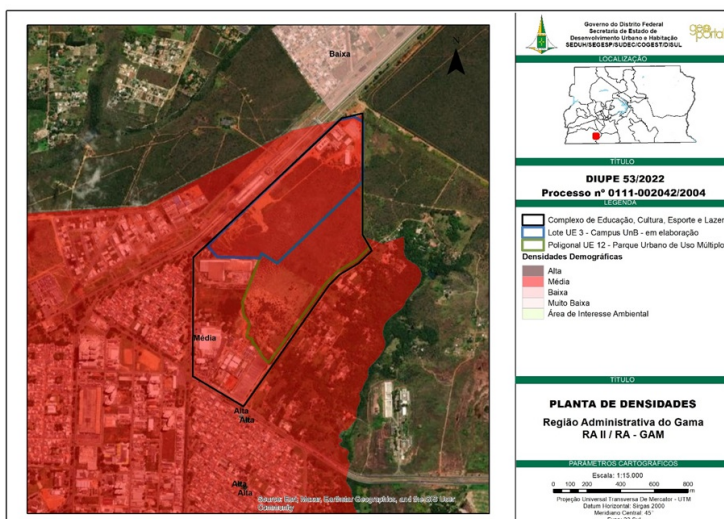 Baixa
Média
Alta
Alta
Alta
Source: Esri, Maxar, Earthstar Geographics, and the GIS User
Community
Governo do Distrito Federal
Secretaria de Estado de
Desenvolvimento Urbano e Habitação
SEDUH/SEGESP/SUDEC/COGEST/DISUL
geo
portal
LOCALIZAÇÃO
TÍTULO
DIUPE 53/2022
Processo nº 0111-002042/2004
LEGENDA
Complexo de Educação, Cultura, Esporte e Lazer
Lote UE 3 - Campus UnB - em elaboração
Poligonal UE 12 - Parque Urbano de Uso Múltiplo
Densidades Demográficas
Alta
Média
Baixa
Muito Baixa
Área de Interesse Ambiental
TÍTULO
PLANTA DE DENSIDADES
Região Administrativa do Gama
RA II / RA - GAM
PARÂMETROS CARTOGRÁFICOS
Escala: 1:15.000
0 100 200 400 600 800
m
Projeção Universal Transversa De Mercator - UTM
Datum Horizontal: Sirgas 2000
Meridiano Central: 45°